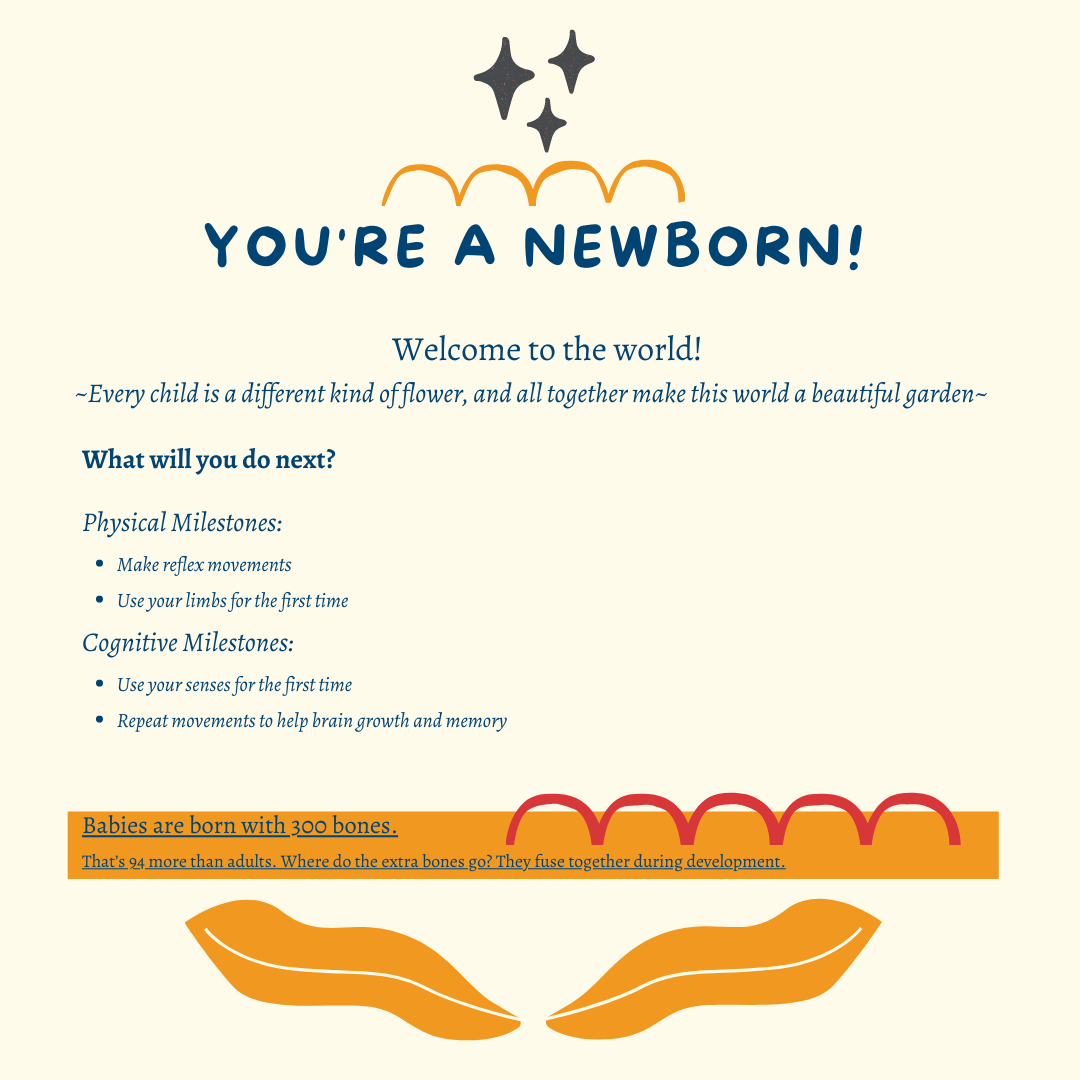 YOU'RE A NEWBORN!
Welcome to the world!
~Every child is a different kind of flower, and all together make this world a beautiful garden~
What will you do next?
Physical Milestones:
• Make reflex movements
• Use your limbs for the first time
Cognitive Milestones:
• Use your senses for the first time
• Repeat movements to help brain growth and memory
Babies are born with 300 bones.
That's 94 more than adults. Where do the extra bones go? They fuse together during development.